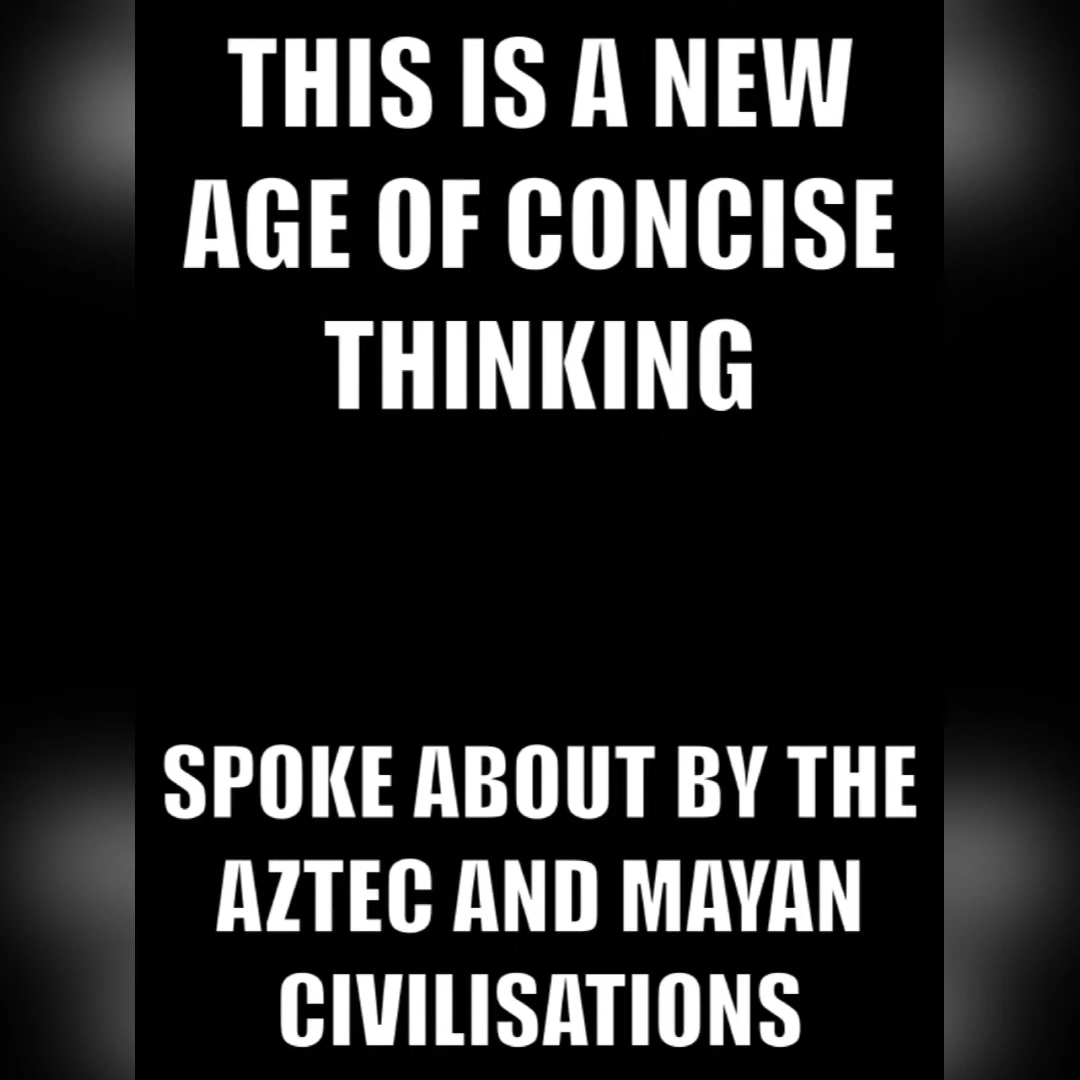 THIS IS A NEW
AGE OF CONCISE
THINKING
SPOKE ABOUT BY THE
AZTEC AND MAYAN
CIVILISATIONS